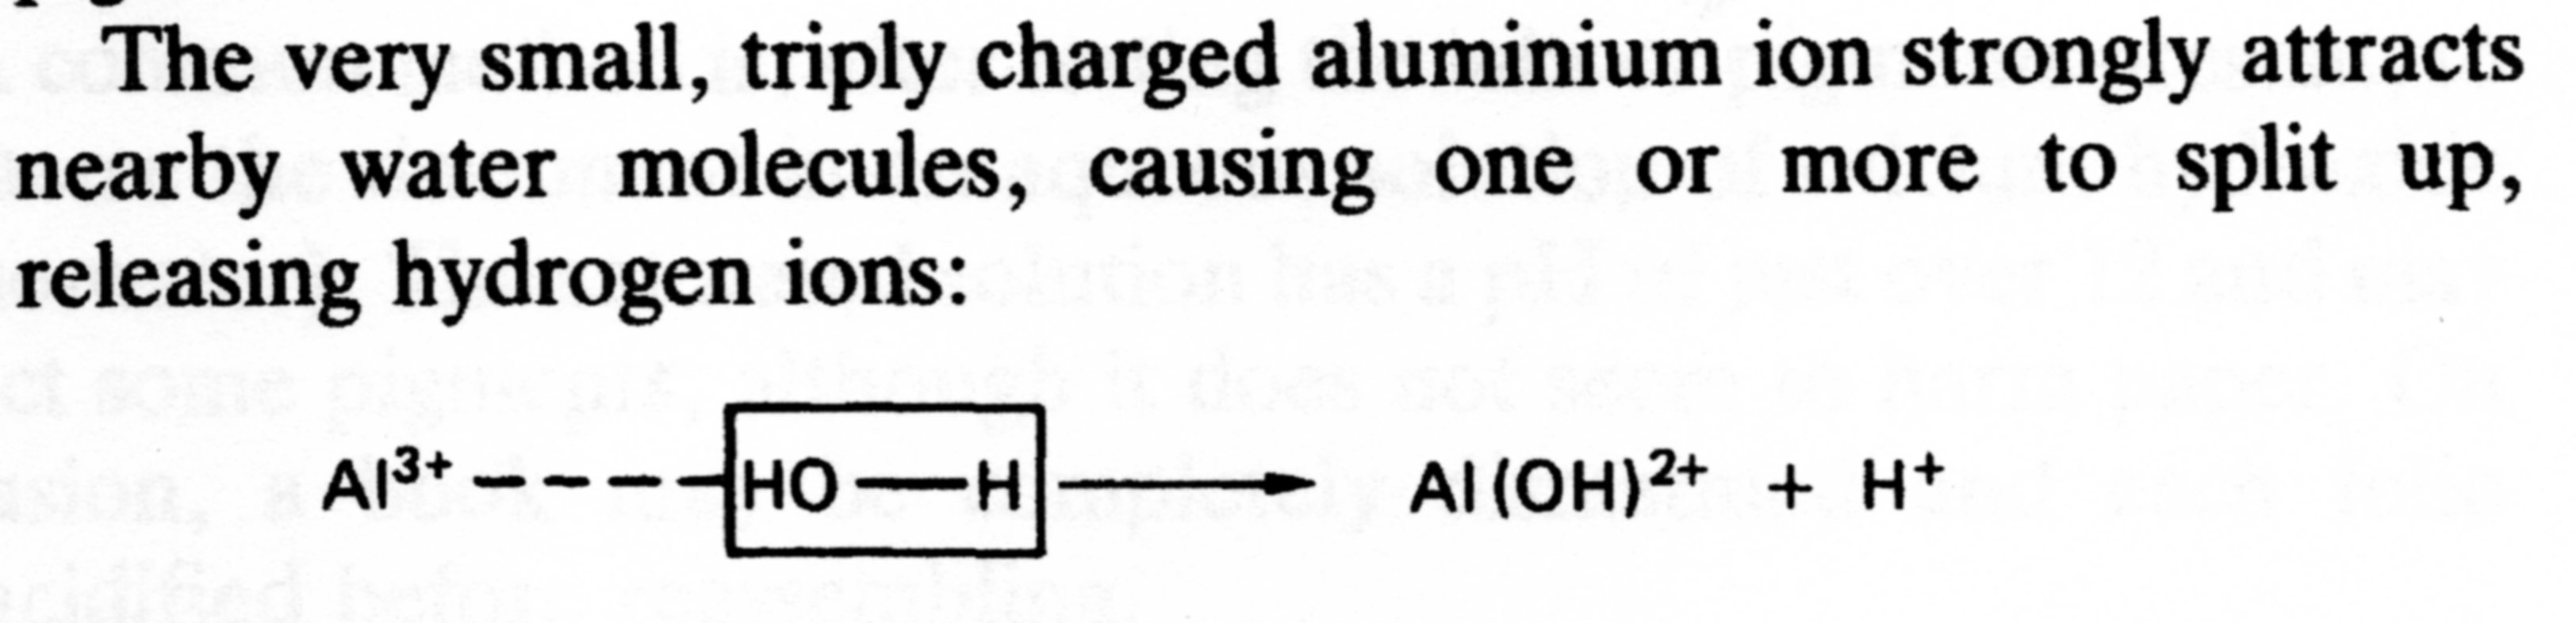 The very small, triply charged aluminium ion strongly attracts
nearby water molecules, causing one or more to split up,
releasing hydrogen ions:
Al³⁺ ---- HO—H → Al(OH)²⁺ + H⁺